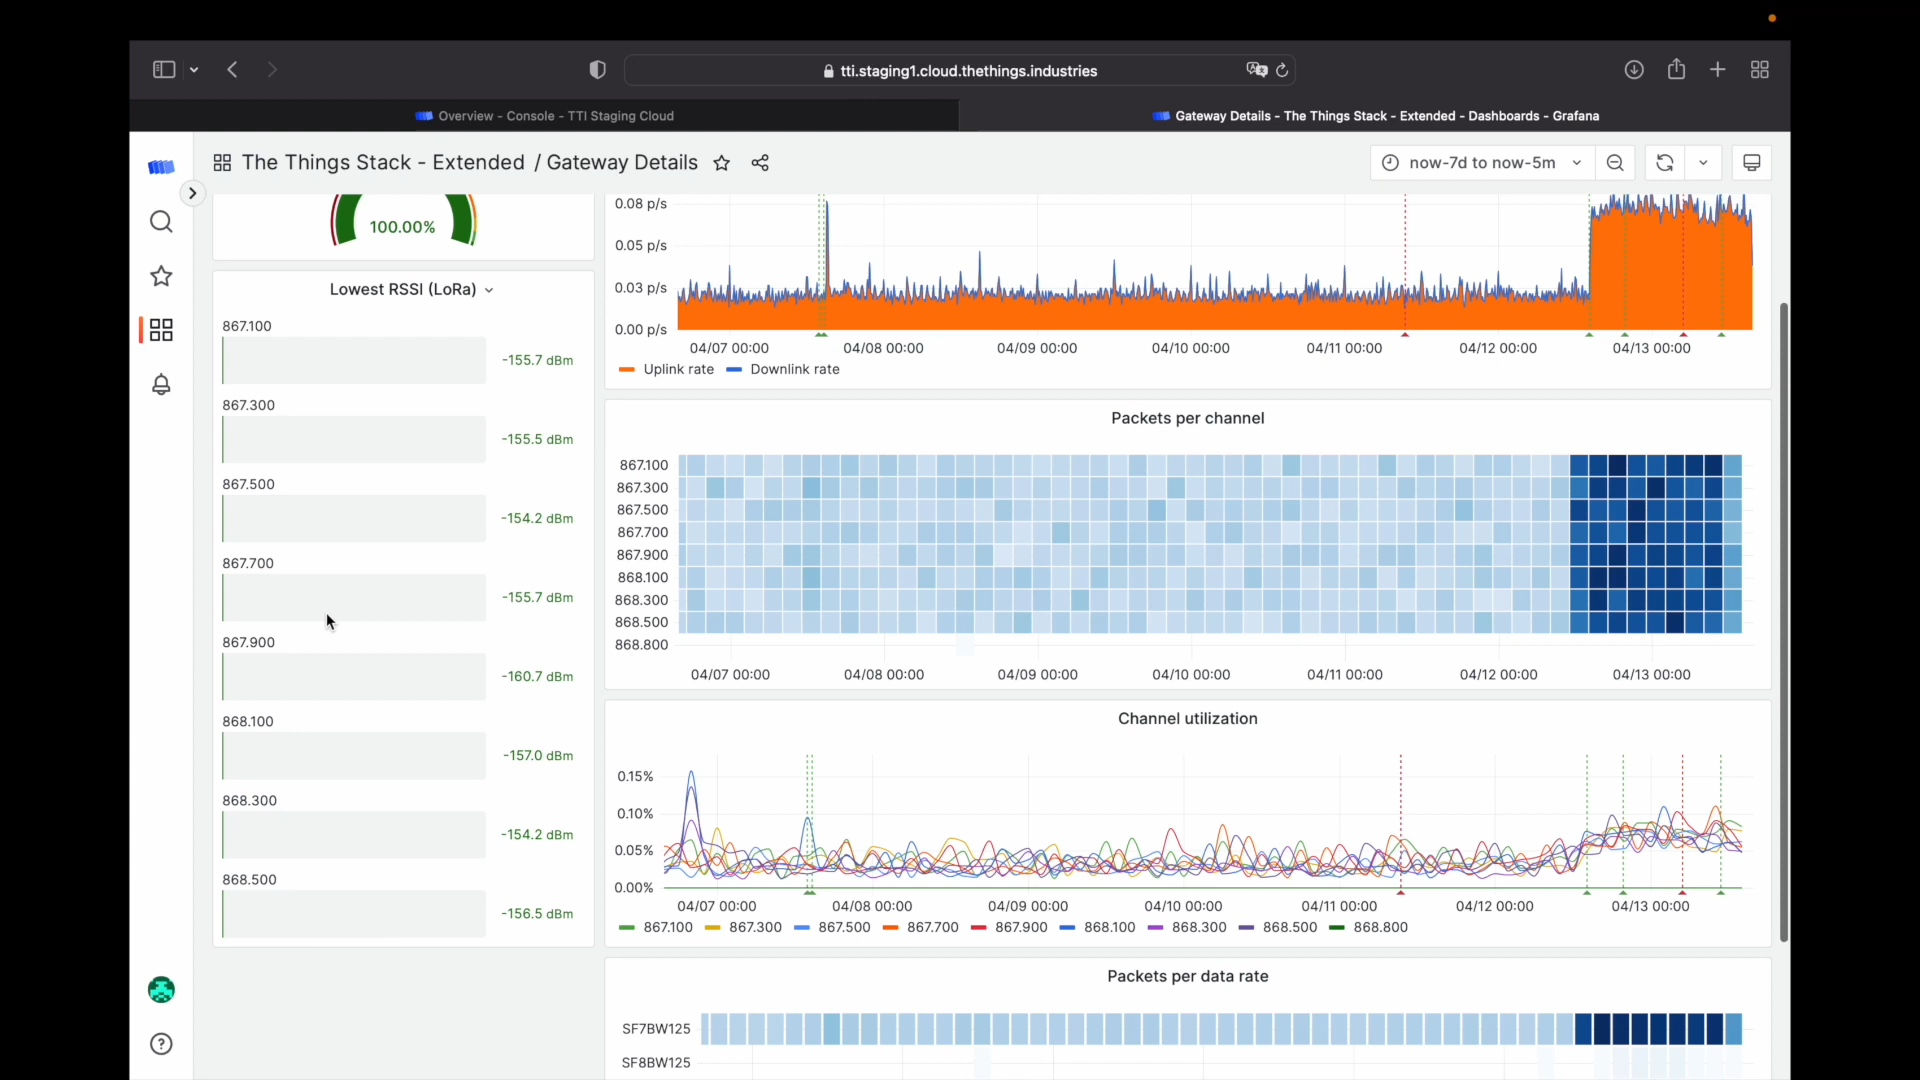 tti.staging1.cloud.thethings.industries
Overview - Console - TTI Staging Cloud
Gateway Details - The Things Stack - Extended - Dashboards - Grafana
The Things Stack - Extended / Gateway Details
now-7d to now-5m
100.00%
Lowest RSSI (LoRa)
867.100
-155.7 dBm
867.300
-155.5 dBm
867.500
-154.2 dBm
867.700
-155.7 dBm
867.900
-160.7 dBm
868.100
-157.0 dBm
868.300
-154.2 dBm
868.500
-156.5 dBm
0.08 p/s
0.05 p/s
0.03 p/s
0.00 p/s
04/07 00:00 04/08 00:00 04/09 00:00 04/10 00:00 04/11 00:00 04/12 00:00 04/13 00:00
Uplink rate Downlink rate
Packets per channel
867.100
867.300
867.500
867.700
867.900
868.100
868.300
868.500
868.800
04/07 00:00 04/08 00:00 04/09 00:00 04/10 00:00 04/11 00:00 04/12 00:00 04/13 00:00
Channel utilization
0.15%
0.10%
0.05%
0.00%
04/07 00:00 04/08 00:00 04/09 00:00 04/10 00:00 04/11 00:00 04/12 00:00 04/13 00:00
867.100 867.300 867.500 867.700 867.900 868.100 868.300 868.500 868.800
Packets per data rate
SF7BW125
SF8BW125